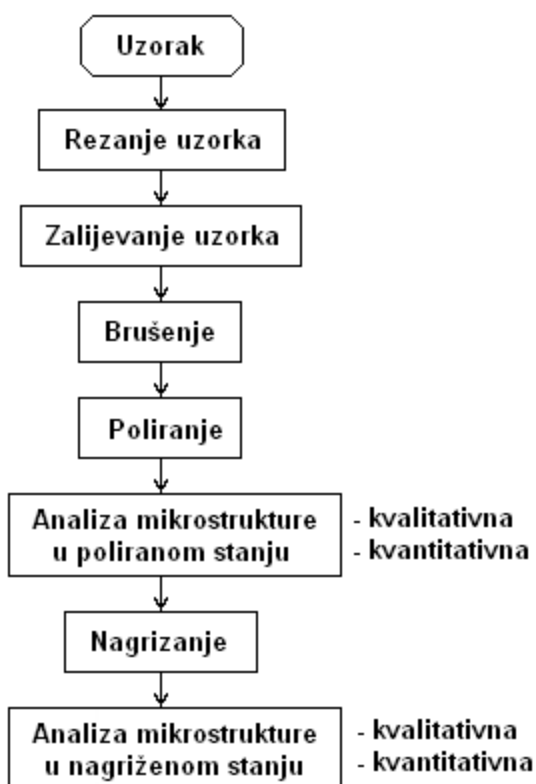 Uzorak
Rezanje uzorka
Zalijevanje uzorka
Brušenje
Poliranje
Analiza mikrostrukture
u poliranom stanju
- kvalitativna
- kvantitativna
Nagrizanje
Analiza mikrostrukture
u nagriženom stanju
- kvalitativna
- kvantitativna